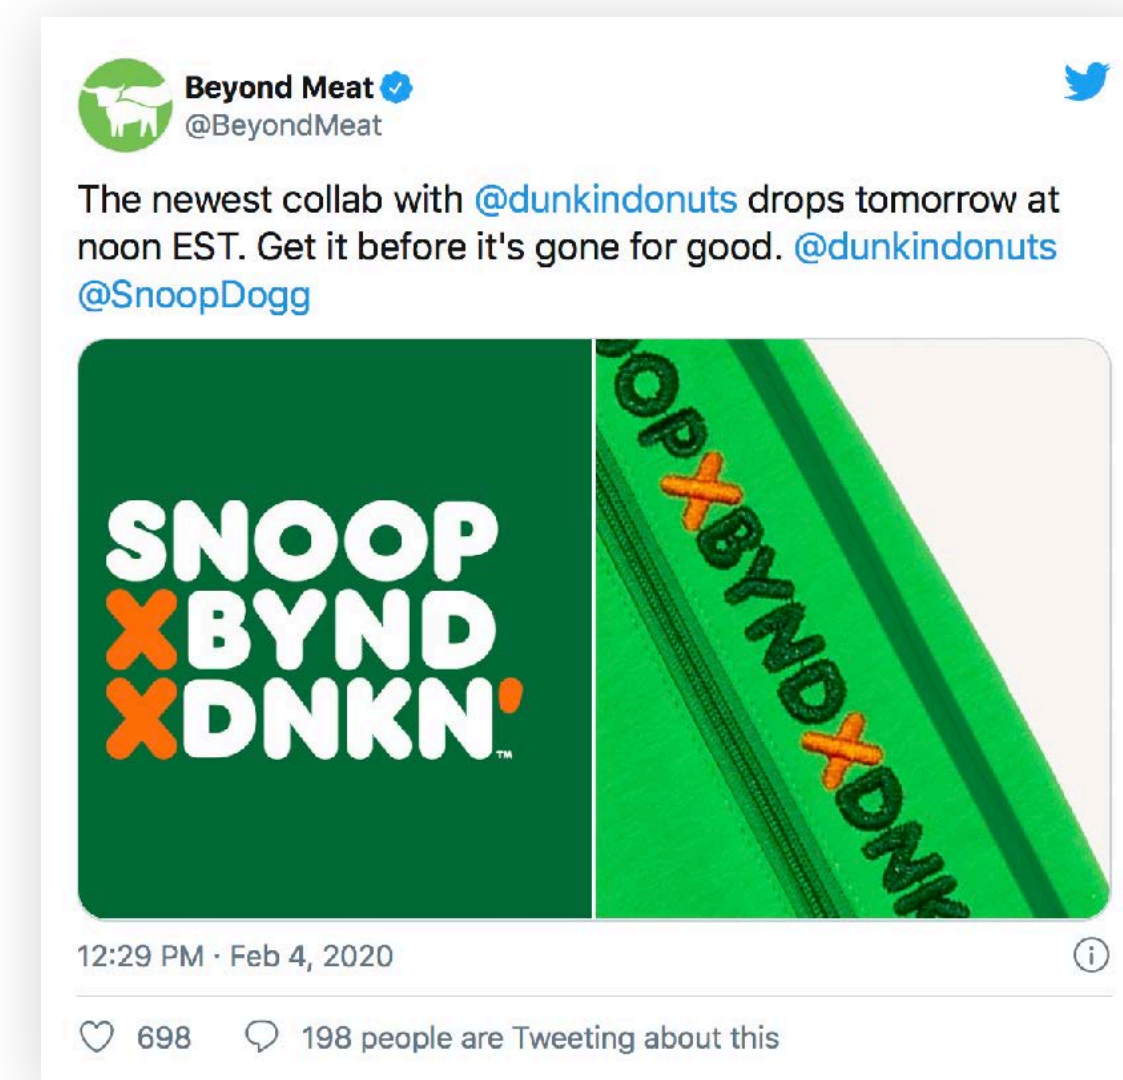 Beyond Meat
@BeyondMeat
The newest collab with @dunkindonuts drops tomorrow at
noon EST. Get it before it's gone for good. @dunkindonuts
@SnoopDogg
SNOOP
XBYND
XDNKN'
™
OOPXBYNDXDNK
12:29 PM · Feb 4, 2020
698 198 people are Tweeting about this